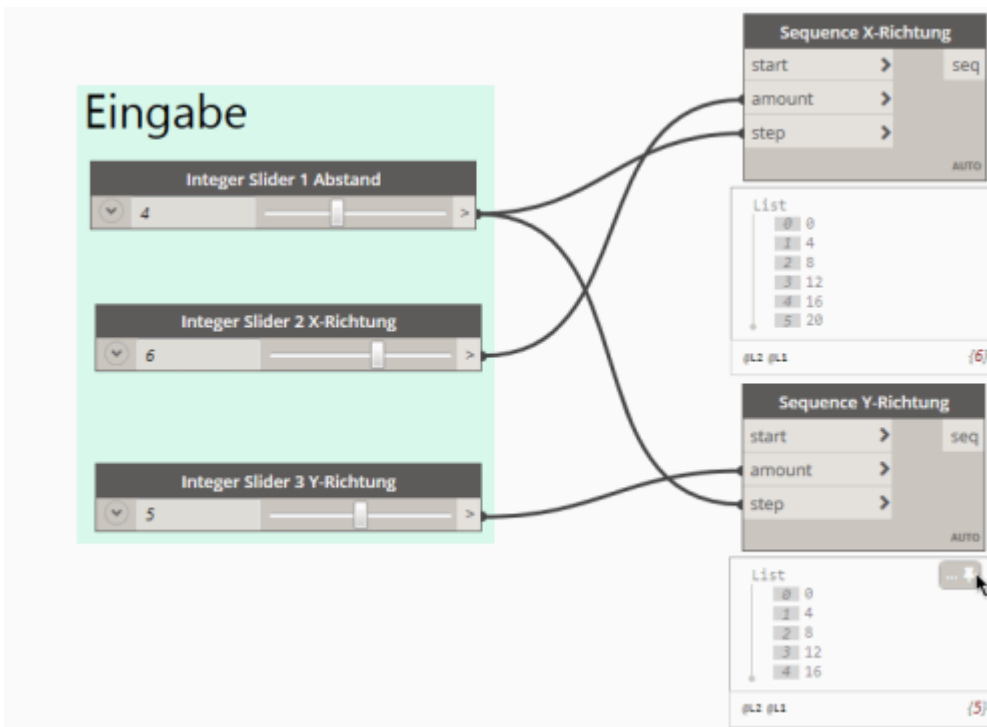 Eingabe
Integer Slider 1 Abstand
4
>
Integer Slider 2 X-Richtung
6
>
Integer Slider 3 Y-Richtung
5
>
Sequence X-Richtung
start > seq
amount >
step >
AUTO
List
0 0
1 4
2 8
3 12
4 16
5 20
@L2 @L1 {6}
Sequence Y-Richtung
start > seq
amount >
step >
AUTO
List
...
0 0
1 4
2 8
3 12
4 16
@L2 @L1 {5}